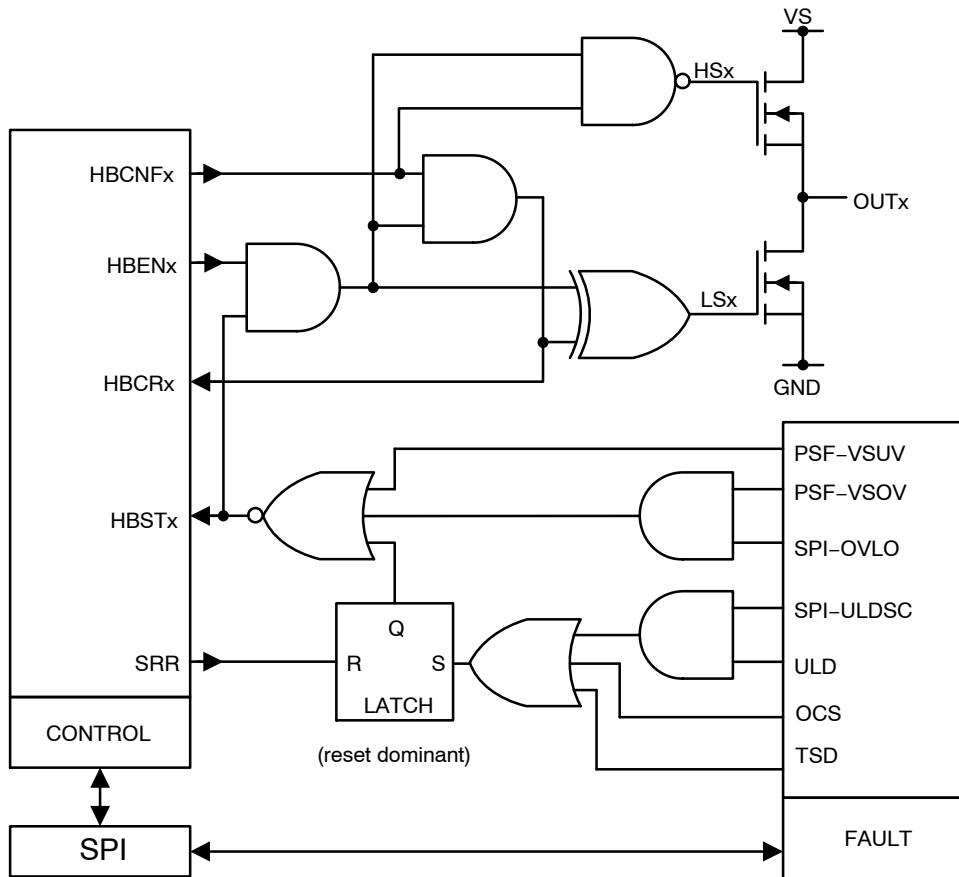 VS
HSx
HBCNFx
OUTx
HBENx
LSx
HBCRx
GND
PSF−VSUV
PSF−VSOV
HBSTx
SPI−OVLO
SPI−ULDSC
Q
SRR
R
S
ULD
LATCH
OCS
CONTROL
(reset dominant)
TSD
SPI
FAULT